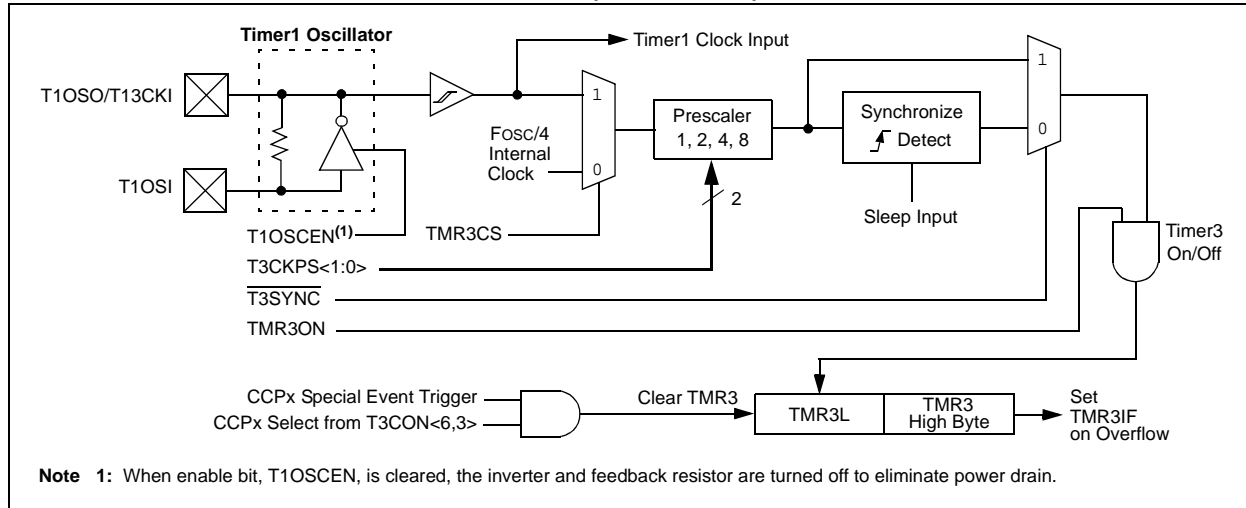 Timer1 Oscillator
Timer1 Clock Input
T1OSO/T13CKI
1
FOSC/4
Internal
Clock
0
Prescaler
1, 2, 4, 8
Synchronize
Detect
1
0
T1OSI
2
Sleep Input
T1OSCEN(1)
TMR3CS
Timer3
On/Off
T3CKPS<1:0>
T3SYNC
TMR3ON
CCPx Special Event Trigger
CCPx Select from T3CON<6,3>
Clear TMR3
TMR3L
TMR3
High Byte
Set
TMR3IF
on Overflow
Note 1: When enable bit, T1OSCEN, is cleared, the inverter and feedback resistor are turned off to eliminate power drain.